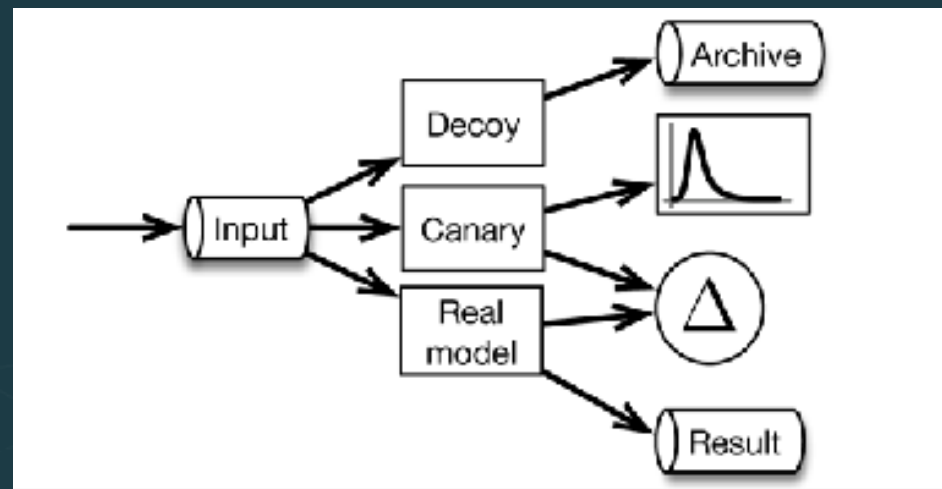 Archive
Decoy
Input
Canary
Δ
Real
model
Result